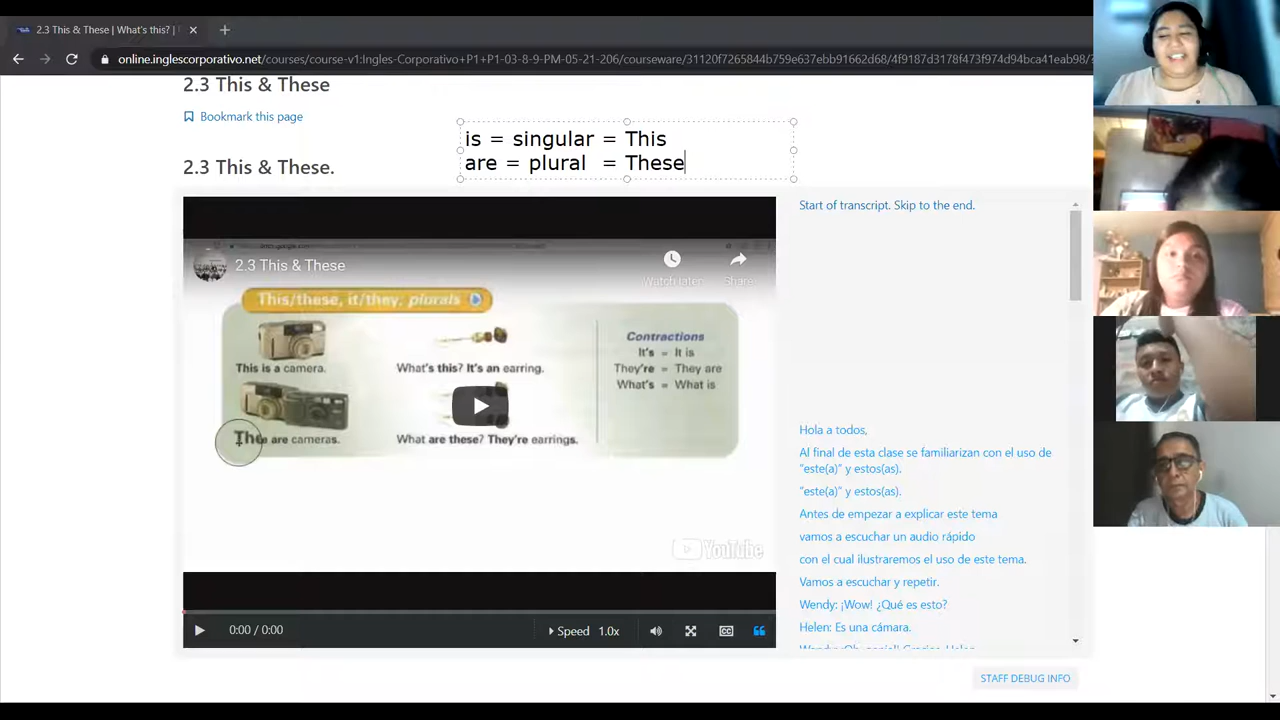 2.3 This & These | What's this? |
online.inglescorporativo.net/courses/course-v1:Ingles-Corporativo+P1+P1-03-8-9-PM-05-21-206/courseware/31120f7265844b759e637ebb91662d68/4f9187d3178f473f974d94bca41eab98/?
2.3 This & These
Bookmark this page
is = singular = This
are = plural = These
2.3 This & These.
Start of transcript. Skip to the end.
2.3 This & These
Watch later
Share
This/these, it/they, plurals
This is a camera.
What's this? It's an earring.
Contractions
It's = It is
They're = They are
What's = What is
are cameras.
What are these? They're earrings.
YouTube
Hola a todos,
Al final de esta clase se familiarizan con el uso de
“este(a)” y estos(as).
“este(a)” y estos(as).
Antes de empezar a explicar este tema
vamos a escuchar un audio rápido
con el cual ilustraremos el uso de este tema.
Vamos a escuchar y repetir.
Wendy: ¡Wow! ¿Qué es esto?
Helen: Es una cámara.
0:00 / 0:00
Speed 1.0x
CC
STAFF DEBUG INFO